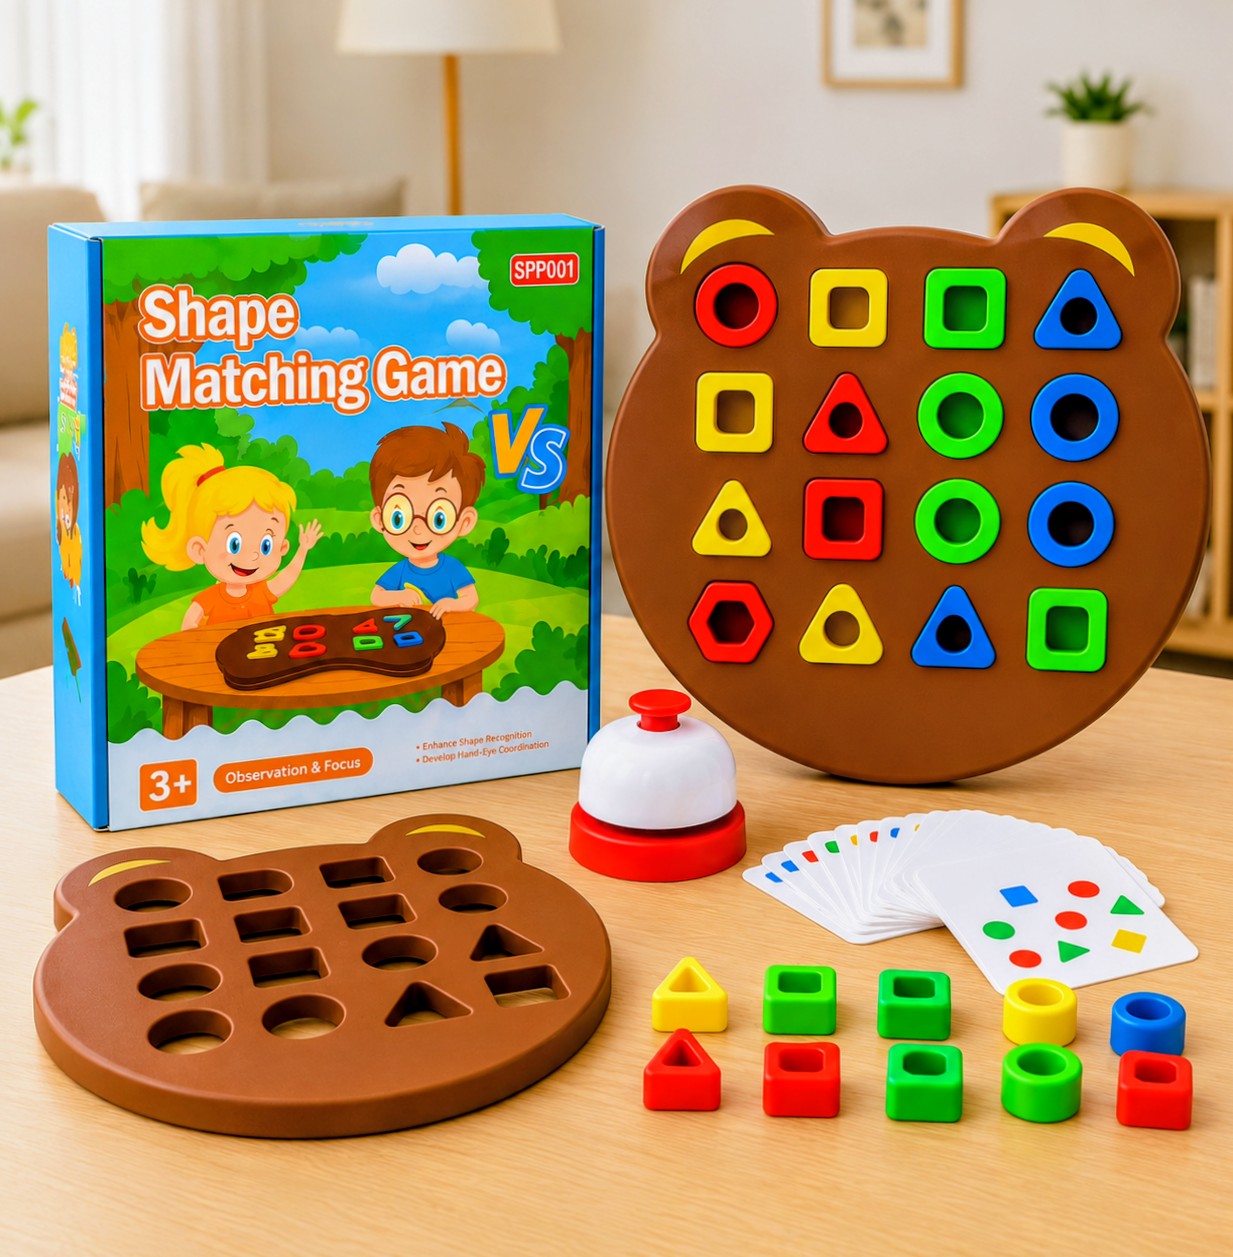 SPP001
Shape
Matching Game
VS
3+
Observation & Focus
• Enhance Shape Recognition
• Develop Hand-Eye Coordination